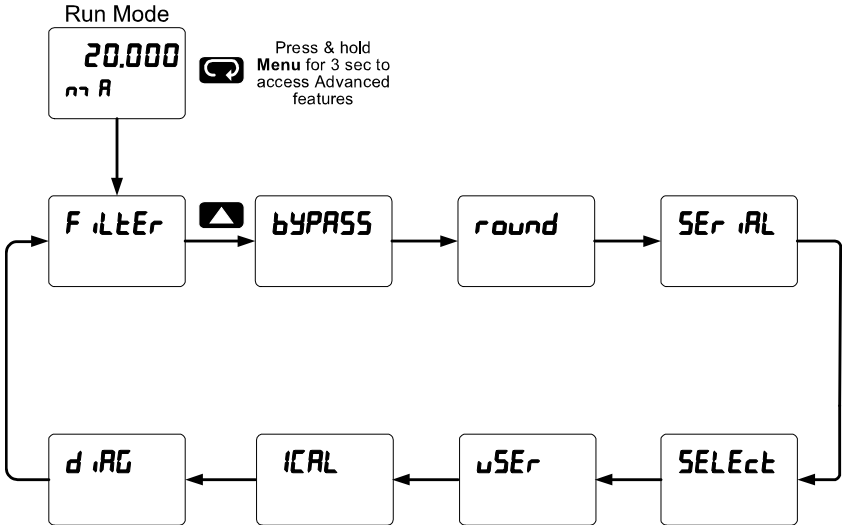 Run Mode
20.000
mA
Press & hold
Menu for 3 sec to
access Advanced
features
FiLtEr
bYPASS
round
SEriAL
diAG
ICAL
uSEr
SELEct